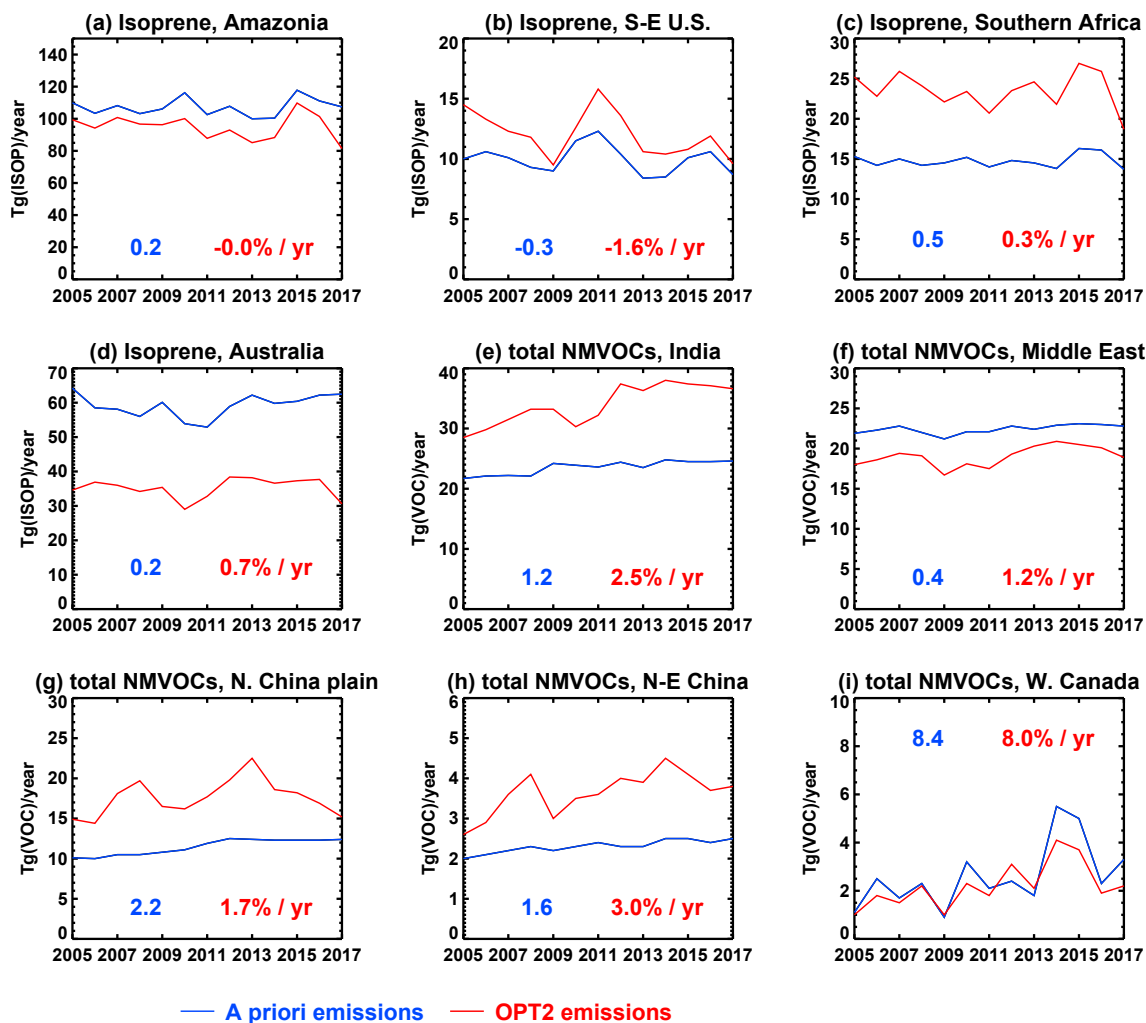 (a) Isoprene, Amazonia
Tg(ISOP)/year
140
120
100
80
60
40
20
0
0.2 -0.0% / yr
2005 2007 2009 2011 2013 2015 2017
(b) Isoprene, S-E U.S.
Tg(ISOP)/year
20
15
10
5
0
-0.3 -1.6% / yr
2005 2007 2009 2011 2013 2015 2017
(c) Isoprene, Southern Africa
Tg(ISOP)/year
30
25
20
15
10
5
0
0.5 0.3% / yr
2005 2007 2009 2011 2013 2015 2017
(d) Isoprene, Australia
Tg(ISOP)/year
70
60
50
40
30
20
10
0
0.2 0.7% / yr
2005 2007 2009 2011 2013 2015 2017
(e) total NMVOCs, India
Tg(VOC)/year
40
30
20
10
0
1.2 2.5% / yr
2005 2007 2009 2011 2013 2015 2017
(f) total NMVOCs, Middle East
Tg(VOC)/year
30
25
20
15
10
5
0
0.4 1.2% / yr
2005 2007 2009 2011 2013 2015 2017
(g) total NMVOCs, N. China plain
Tg(VOC)/year
30
25
20
15
10
5
0
2.2 1.7% / yr
2005 2007 2009 2011 2013 2015 2017
(h) total NMVOCs, N-E China
Tg(VOC)/year
6
5
4
3
2
1
0
1.6 3.0% / yr
2005 2007 2009 2011 2013 2015 2017
(i) total NMVOCs, W. Canada
Tg(VOC)/year
10
8
6
4
2
0
8.4 8.0% / yr
2005 2007 2009 2011 2013 2015 2017
A priori emissions OPT2 emissions